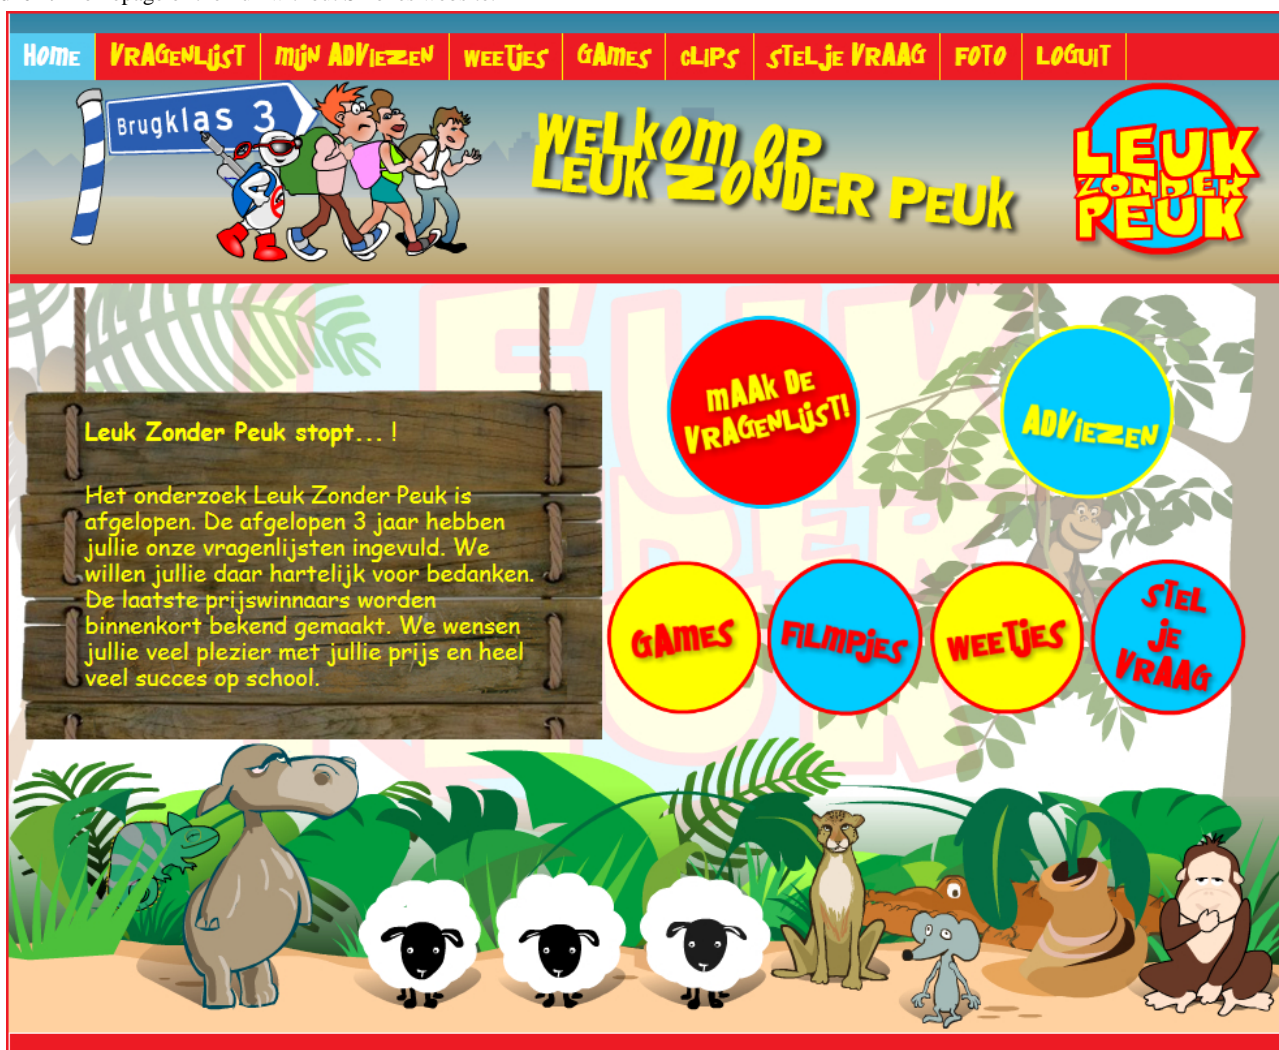 HOME VRAGENLIJST MIJN ADVIEZEN WEETJES GAMES CLIPS STEL JE VRAAG FOTO LOGUIT
Brugklas 3
WELKOM OP
LEUK ZONDER PEUK
LEUK
ZONDER
PEUK
MAAK DE
VRAGENLIJST!
ADVIEZEN
Leuk Zonder Peuk stopt... !
Het onderzoek Leuk Zonder Peuk is
afgelopen. De afgelopen 3 jaar hebben
jullie onze vragenlijsten ingevuld. We
willen jullie daar hartelijk voor bedanken.
De laatste prijswinnaars worden
binnenkort bekend gemaakt. We wensen
jullie veel plezier met jullie prijs en heel
veel succes op school.
GAMES
FILMPJES
WEETJES
STEL
JE
VRAAG